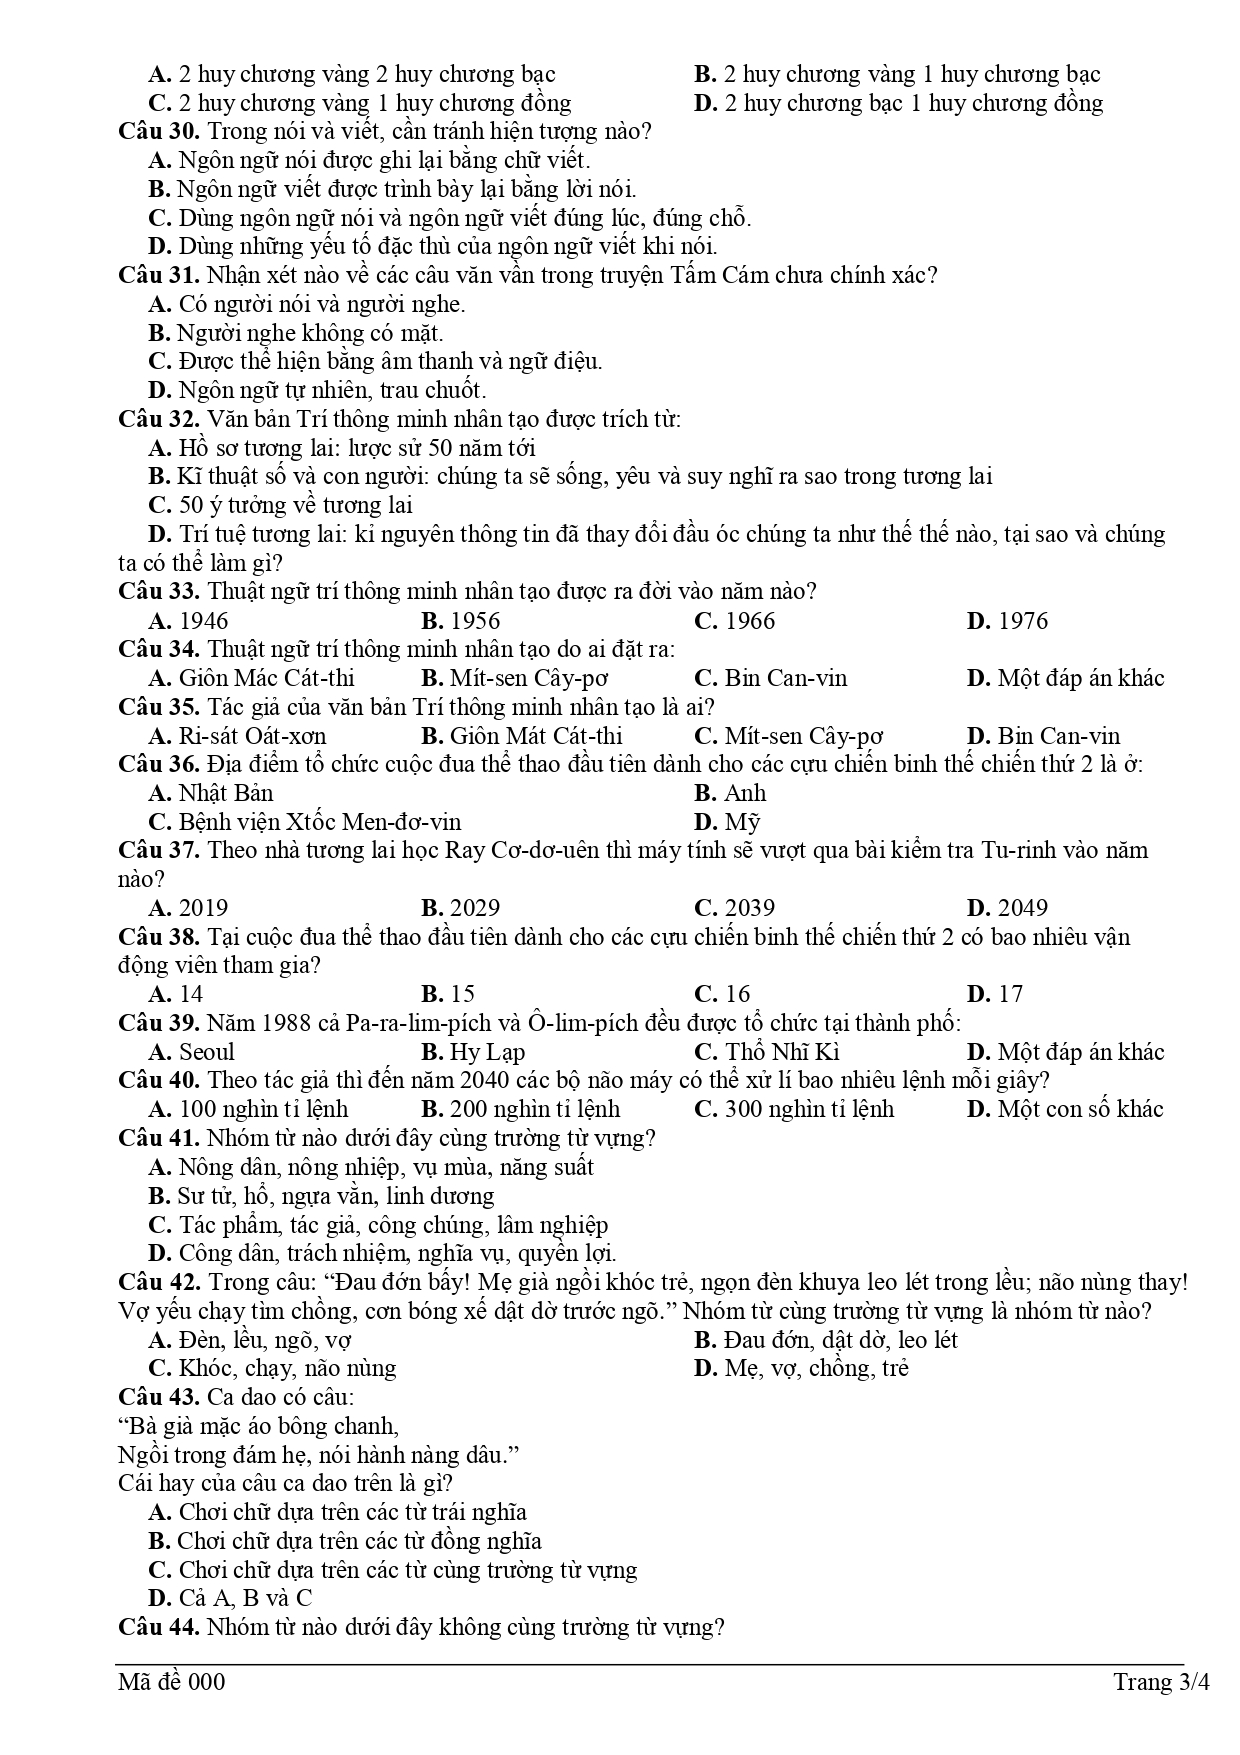 A. 2 huy chương vàng 2 huy chương bạc B. 2 huy chương vàng 1 huy chương bạc
C. 2 huy chương vàng 1 huy chương đồng D. 2 huy chương bạc 1 huy chương đồng
Câu 30. Trong nói và viết, cần tránh hiện tượng nào?
A. Ngôn ngữ nói được ghi lại bằng chữ viết.
B. Ngôn ngữ viết được trình bày lại bằng lời nói.
C. Dùng ngôn ngữ nói và ngôn ngữ viết đúng lúc, đúng chỗ.
D. Dùng những yếu tố đặc thù của ngôn ngữ viết khi nói.
Câu 31. Nhận xét nào về các câu văn vần trong truyện Tấm Cám chưa chính xác?
A. Có người nói và người nghe.
B. Người nghe không có mặt.
C. Được thể hiện bằng âm thanh và ngữ điệu.
D. Ngôn ngữ tự nhiên, trau chuốt.
Câu 32. Văn bản Trí thông minh nhân tạo được trích từ:
A. Hồ sơ tương lai: lược sử 50 năm tới
B. Kĩ thuật số và con người: chúng ta sẽ sống, yêu và suy nghĩ ra sao trong tương lai
C. 50 ý tưởng về tương lai
D. Trí tuệ tương lai: kỉ nguyên thông tin đã thay đổi đầu óc chúng ta như thế thế nào, tại sao và chúng
ta có thể làm gì?
Câu 33. Thuật ngữ trí thông minh nhân tạo được ra đời vào năm nào?
A. 1946 B. 1956 C. 1966 D. 1976
Câu 34. Thuật ngữ trí thông minh nhân tạo do ai đặt ra:
A. Giôn Mác Cát-thi B. Mít-sen Cây-pơ C. Bin Can-vin D. Một đáp án khác
Câu 35. Tác giả của văn bản Trí thông minh nhân tạo là ai?
A. Ri-sát Oát-xơn B. Giôn Mát Cát-thi C. Mít-sen Cây-pơ D. Bin Can-vin
Câu 36. Địa điểm tổ chức cuộc đua thể thao đầu tiên dành cho các cựu chiến binh thế chiến thứ 2 là ở:
A. Nhật Bản B. Anh
C. Bệnh viện Xtốc Men-đơ-vin D. Mỹ
Câu 37. Theo nhà tương lai học Ray Cơ-dơ-uên thì máy tính sẽ vượt qua bài kiểm tra Tu-rinh vào năm
nào?
A. 2019 B. 2029 C. 2039 D. 2049
Câu 38. Tại cuộc đua thể thao đầu tiên dành cho các cựu chiến binh thế chiến thứ 2 có bao nhiêu vận
động viên tham gia?
A. 14 B. 15 C. 16 D. 17
Câu 39. Năm 1988 cả Pa-ra-lim-pích và Ô-lim-pích đều được tổ chức tại thành phố:
A. Seoul B. Hy Lạp C. Thổ Nhĩ Kì D. Một đáp án khác
Câu 40. Theo tác giả thì đến năm 2040 các bộ não máy có thể xử lí bao nhiêu lệnh mỗi giây?
A. 100 nghìn tỉ lệnh B. 200 nghìn tỉ lệnh C. 300 nghìn tỉ lệnh D. Một con số khác
Câu 41. Nhóm từ nào dưới đây cùng trường từ vựng?
A. Nông dân, nông nhiệp, vụ mùa, năng suất
B. Sư tử, hổ, ngựa vằn, linh dương
C. Tác phẩm, tác giả, công chúng, lâm nghiệp
D. Công dân, trách nhiệm, nghĩa vụ, quyền lợi.
Câu 42. Trong câu: “Đau đớn bấy! Mẹ già ngồi khóc trẻ, ngọn đèn khuya leo lét trong lều; não nùng thay!
Vợ yếu chạy tìm chồng, cơn bóng xế dật dờ trước ngõ.” Nhóm từ cùng trường từ vựng là nhóm từ nào?
A. Đèn, lều, ngõ, vợ B. Đau đớn, dật dờ, leo lét
C. Khóc, chạy, não nùng D. Mẹ, vợ, chồng, trẻ
Câu 43. Ca dao có câu:
“Bà già mặc áo bông chanh,
Ngồi trong đám hẹ, nói hành nàng dâu.”
Cái hay của câu ca dao trên là gì?
A. Chơi chữ dựa trên các từ trái nghĩa
B. Chơi chữ dựa trên các từ đồng nghĩa
C. Chơi chữ dựa trên các từ cùng trường từ vựng
D. Cả A, B và C
Câu 44. Nhóm từ nào dưới đây không cùng trường từ vựng?
Mã đề 000 Trang 3/4